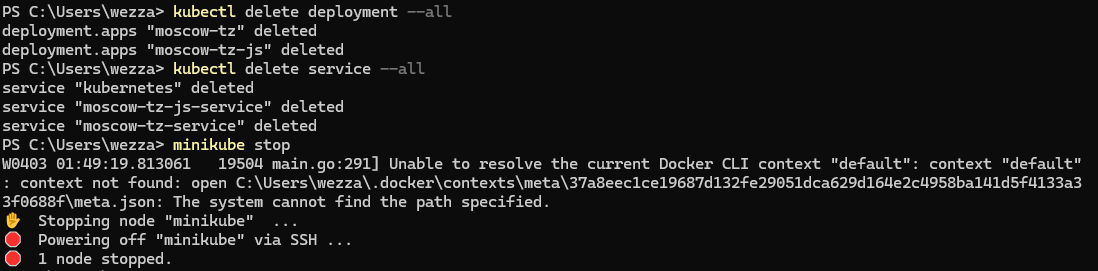 PS C:\Users\wezza> kubectl delete deployment --all
deployment.apps "moscow-tz" deleted
deployment.apps "moscow-tz-js" deleted
PS C:\Users\wezza> kubectl delete service --all
service "kubernetes" deleted
service "moscow-tz-js-service" deleted
service "moscow-tz-service" deleted
PS C:\Users\wezza> minikube stop
W0403 01:49:19.813061   19504 main.go:291] Unable to resolve the current Docker CLI context "default": context "default"
: context not found: open C:\Users\wezza\.docker\contexts\meta\37a8eec1ce19687d132fe29051dca629d164e2c4958ba141d5f4133a3
3f0688f\meta.json: The system cannot find the path specified.
✋  Stopping node "minikube"  ...
🛑  Powering off "minikube" via SSH ...
🛑  1 node stopped.